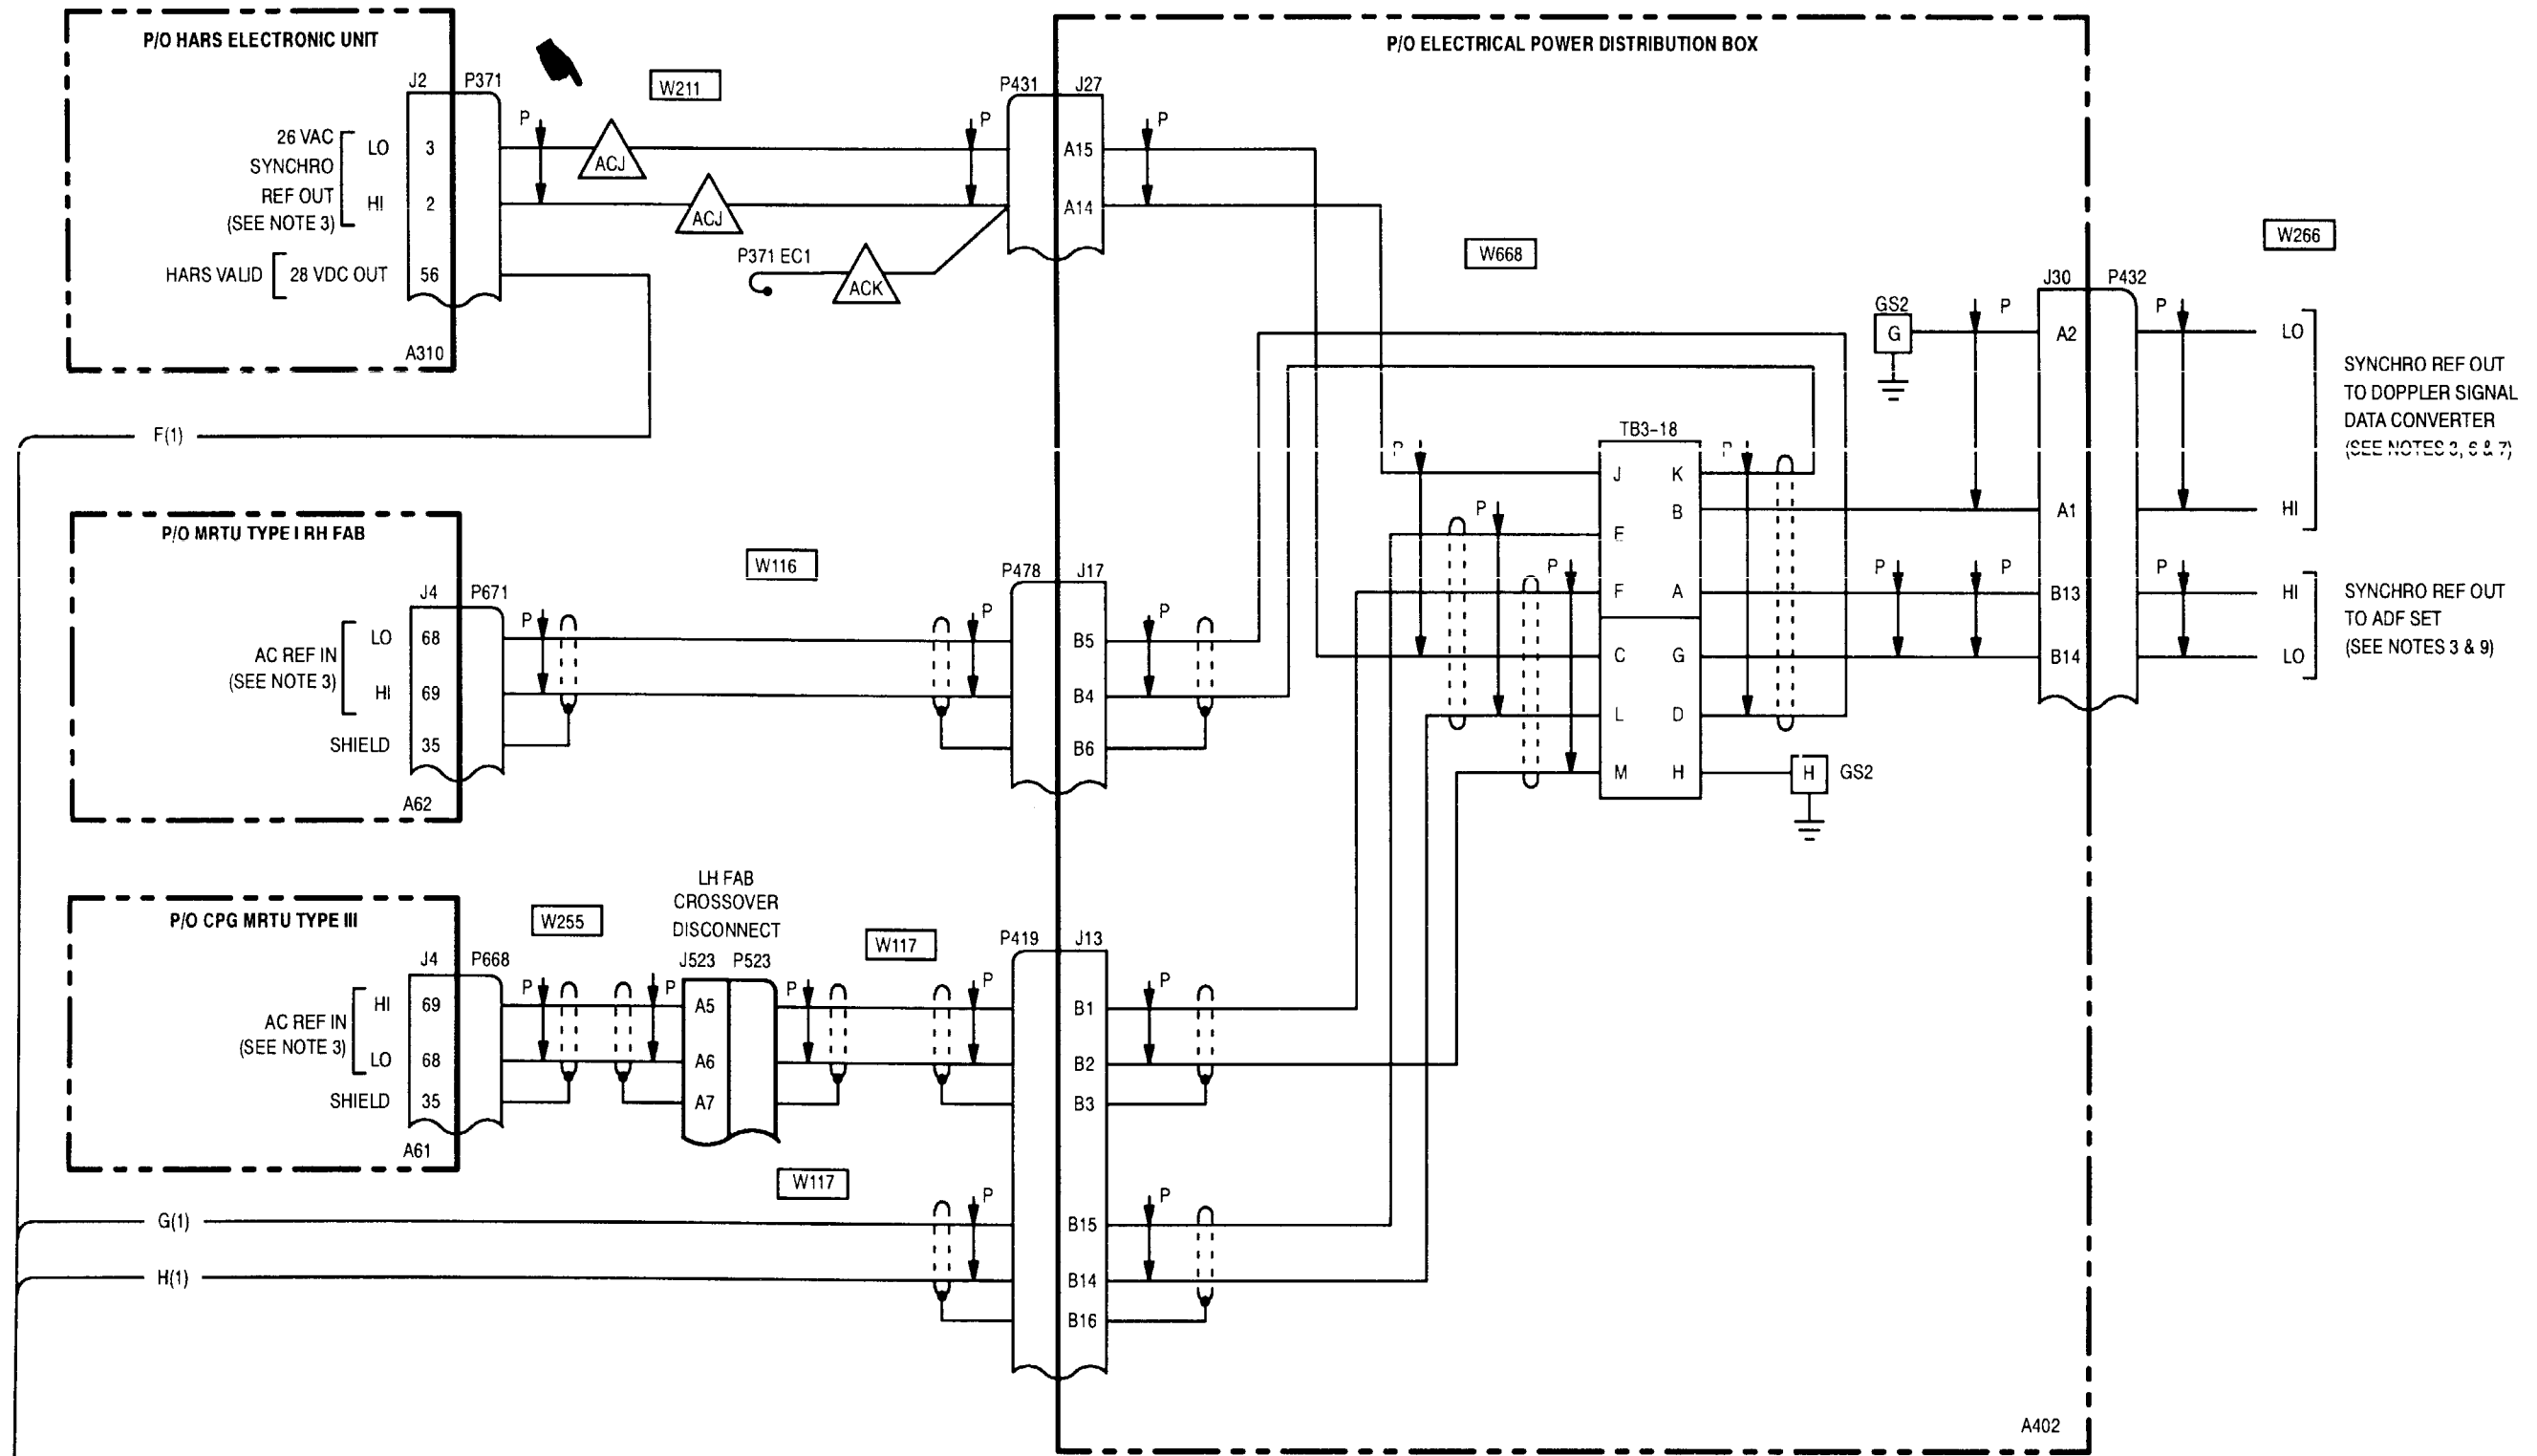 P/O HARS ELECTRONIC UNIT
J2 P371
26 VAC
SYNCHRO
REF OUT
(SEE NOTE 3)
LO 3
HI 2
HARS VALID 28 VDC OUT 56
A310
P
W211
ACJ
ACJ
P371 EC1
ACK
P
P431 J27
A15
A14
P
P/O ELECTRICAL POWER DISTRIBUTION BOX
W668
W266
J30 P432
GS2
G
P
A2
P
LO
A1
HI
SYNCHRO REF OUT
TO DOPPLER SIGNAL
DATA CONVERTER
(SEE NOTES 3, 6 & 7)
P P
B13
P
HI
B14
LO
SYNCHRO REF OUT
TO ADF SET
(SEE NOTES 3 & 9)
F(1)
TB3-18
P
P
J K
B
P
E
P
F A
C G
L D
M H
H GS2
P/O MRTU TYPE I RH FAB
J4 P671
AC REF IN
(SEE NOTE 3)
LO 68
HI 69
SHIELD 35
A62
P
W116
P
P478 J17
B5
B4
B6
P
P/O CPG MRTU TYPE III
J4 P668
AC REF IN
(SEE NOTE 3)
HI 69
LO 68
SHIELD 35
A61
W255
P
P
LH FAB
CROSSOVER
DISCONNECT
J523 P523
A5
A6
A7
P
W117
P
P419 J13
B1
B2
B3
P
W117
G(1)
H(1)
P
B15
B14
B16
P
A402